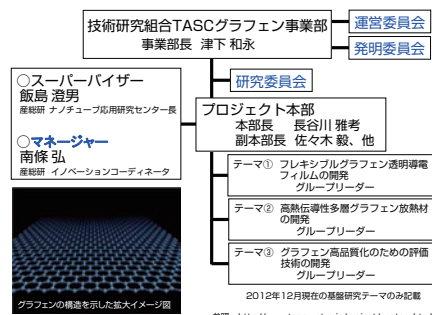 技術研究組合TASCグラフェン事業部
事業部長 津下 和永
運営委員会
発明委員会
研究委員会
○スーパーバイザー
飯島 澄男
産総研 ナノチューブ応用研究センター長
○マネージャー
南條 弘
産総研 イノベーションコーディネータ
プロジェクト本部
本部長 長谷川 雅考
副本部長 佐々木 毅、他
テーマ① フレキシブルグラフェン透明導電
フィルムの開発
グループリーダー
テーマ② 高熱伝導性多層グラフェン放熱材
の開発
グループリーダー
テーマ③ グラフェン高品質化のための評価
技術の開発
グループリーダー
グラフェンの構造を示した拡大イメージ図
2012年12月現在の基盤研究テーマのみ記載